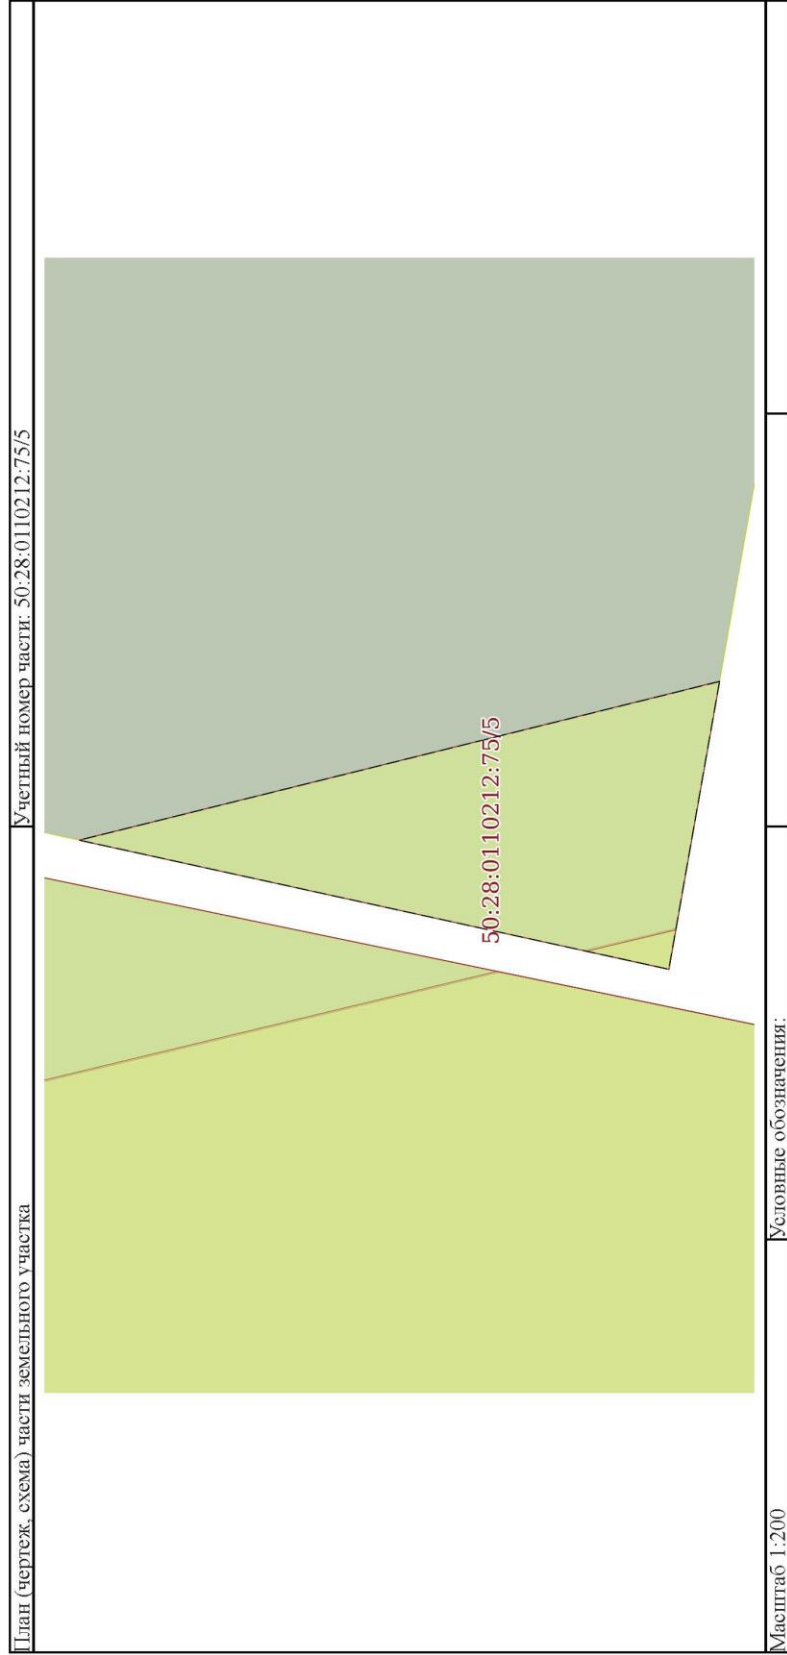 План (чертеж, схема) части земельного участка
Учетный номер части: 50:28:0110212:75/5
50:28:0110212:75/5
Масштаб 1:200
Условные обозначения: